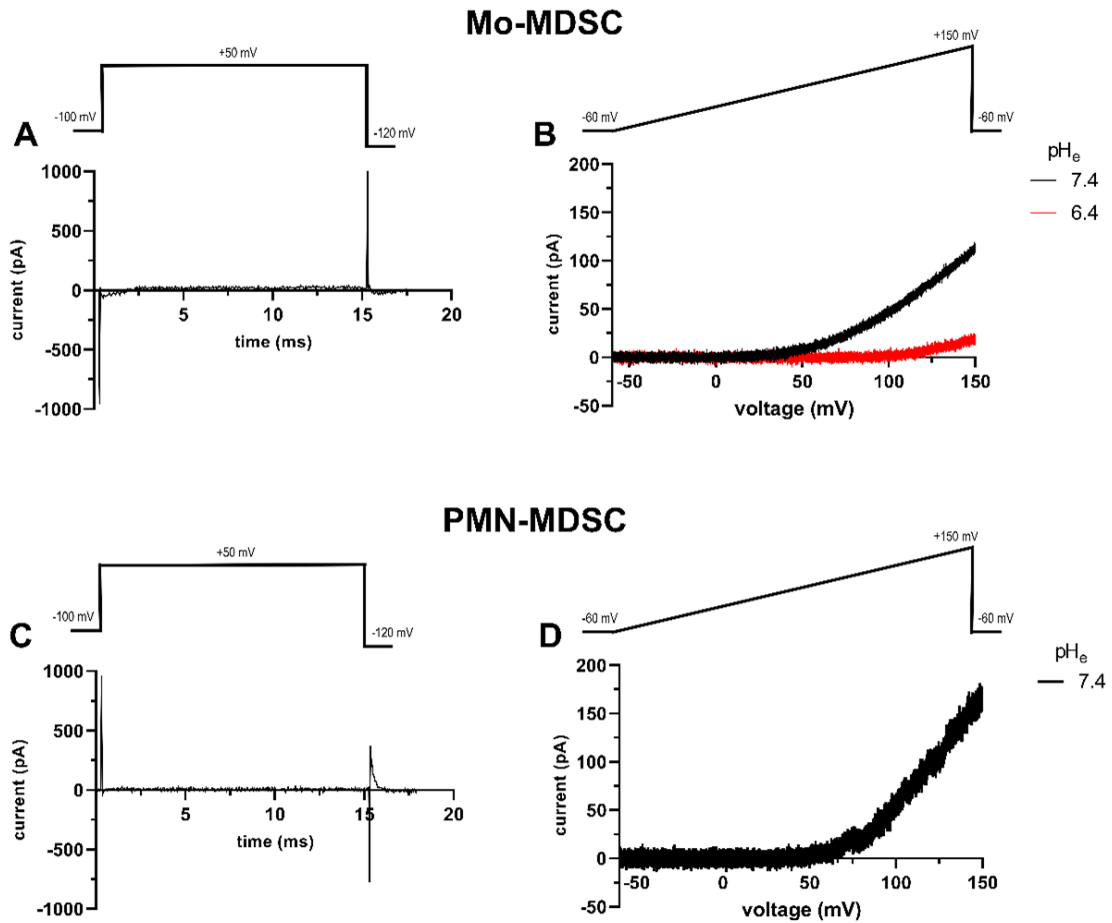 Mo-MDSC
+50 mV
-100 mV
-120 mV
A
1000
500
0
-500
-1000
5
10
15
20
current (pA)
time (ms)
+150 mV
-60 mV
-60 mV
B
200
150
100
50
0
-50
-50
0
50
100
150
current (pA)
voltage (mV)
pHe
7.4
6.4
PMN-MDSC
+50 mV
-100 mV
-120 mV
C
1000
500
0
-500
-1000
5
10
15
20
current (pA)
time (ms)
+150 mV
-60 mV
-60 mV
D
200
150
100
50
0
-50
-50
0
50
100
150
current (pA)
voltage (mV)
pHe
7.4